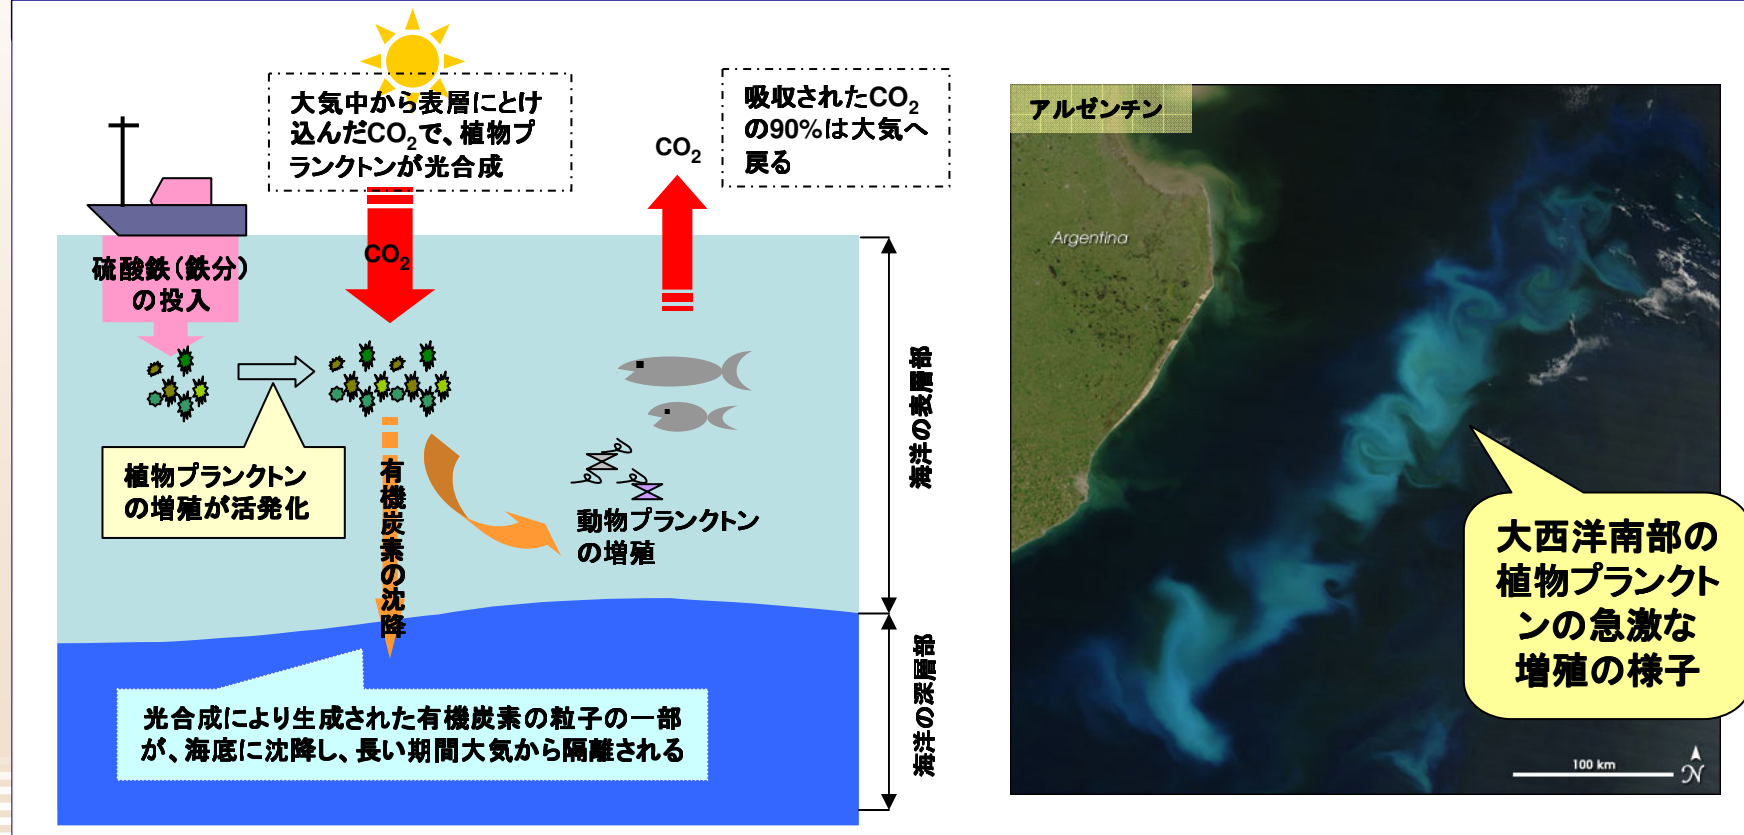 大気中から表層にとけ
込んだCO₂で、植物プ
ランクトンが光合成
吸収されたCO₂
の90%は大気へ
戻る
CO₂
CO₂
硫酸鉄(鉄分)
の投入
植物プランクトン
の増殖が活発化
有機炭素の沈降
動物プランクトン
の増殖
海洋の表層部
海洋の深層部
光合成により生成された有機炭素の粒子の一部
が、海底に沈降し、長い期間大気から隔離される
アルゼンチン
Argentina
大西洋南部の
植物プランクト
ンの急激な
増殖の様子
100 km
N